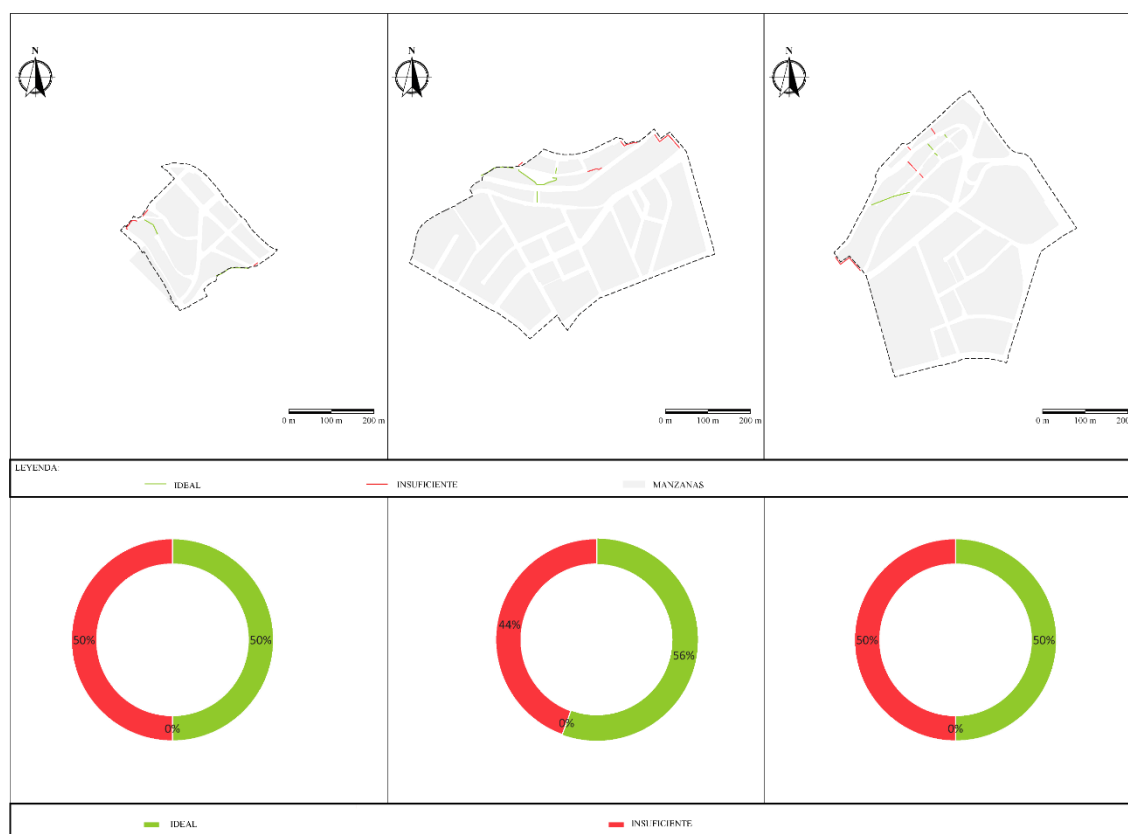 N
N
N
0 m 100 m 200 m
0 m 100 m 200 m
0 m 100 m 200
LEYENDA:
IDEAL INSUFICIENTE MANZANAS
50% 50%
0%
44%
56%
0%
50% 50%
0%
IDEAL INSUFICIENTE